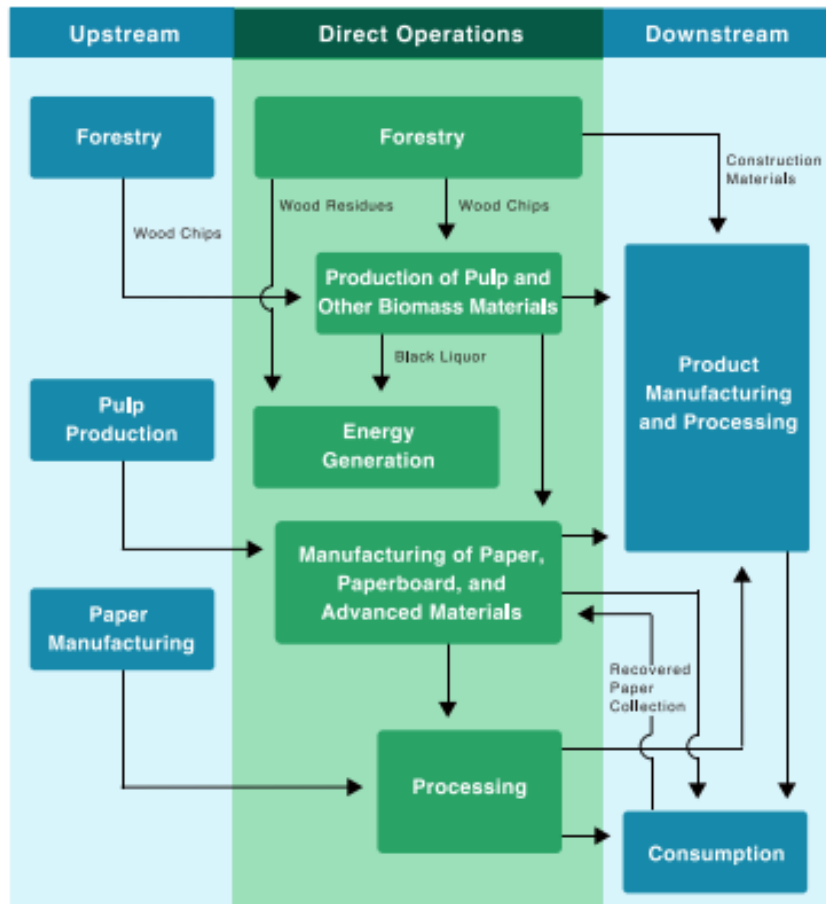 Upstream
Direct Operations
Downstream
Forestry
Forestry
Construction
Materials
Wood Residues
Wood Chips
Wood Chips
Production of Pulp and
Other Biomass Materials
Black Liquor
Product
Manufacturing
and Processing
Pulp
Production
Energy
Generation
Manufacturing of Paper,
Paperboard, and
Advanced Materials
Paper
Manufacturing
Recovered
Paper
Collection
Processing
Consumption